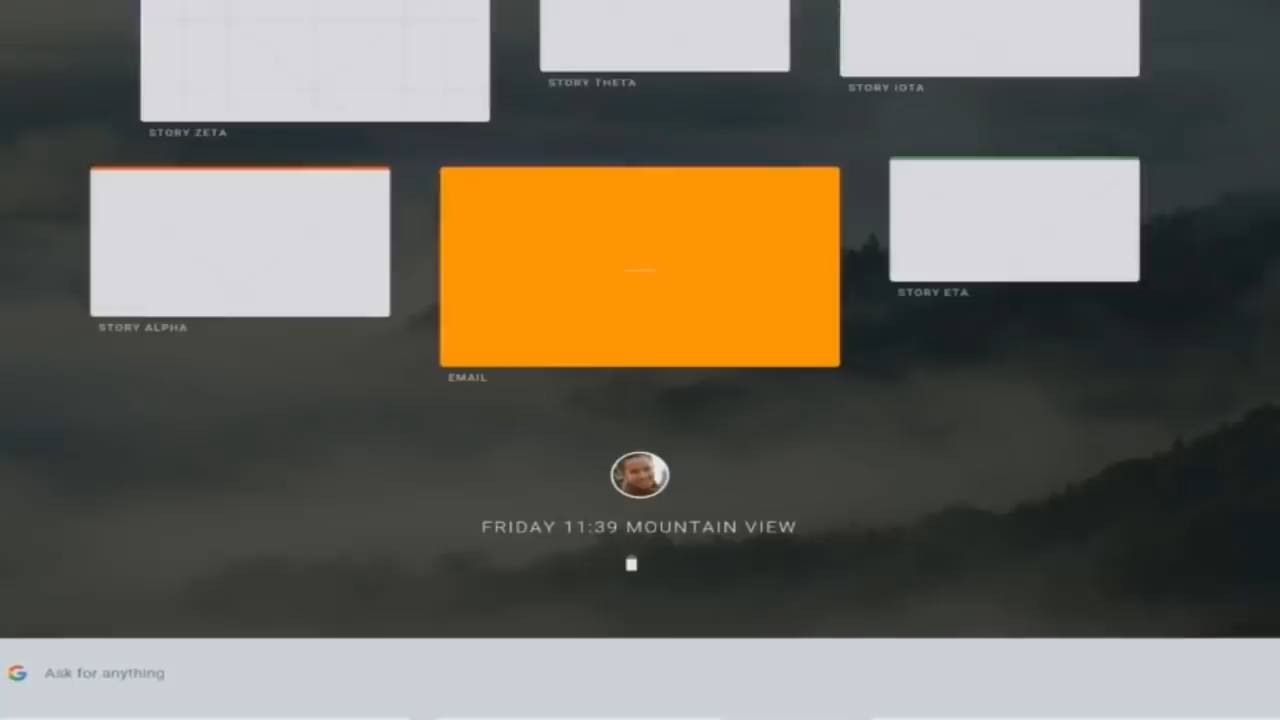 STORY THETA
STORY IOTA
STORY ZETA
STORY ETA
STORY ALPHA
EMAIL
FRIDAY 11:39 MOUNTAIN VIEW
Ask for anything